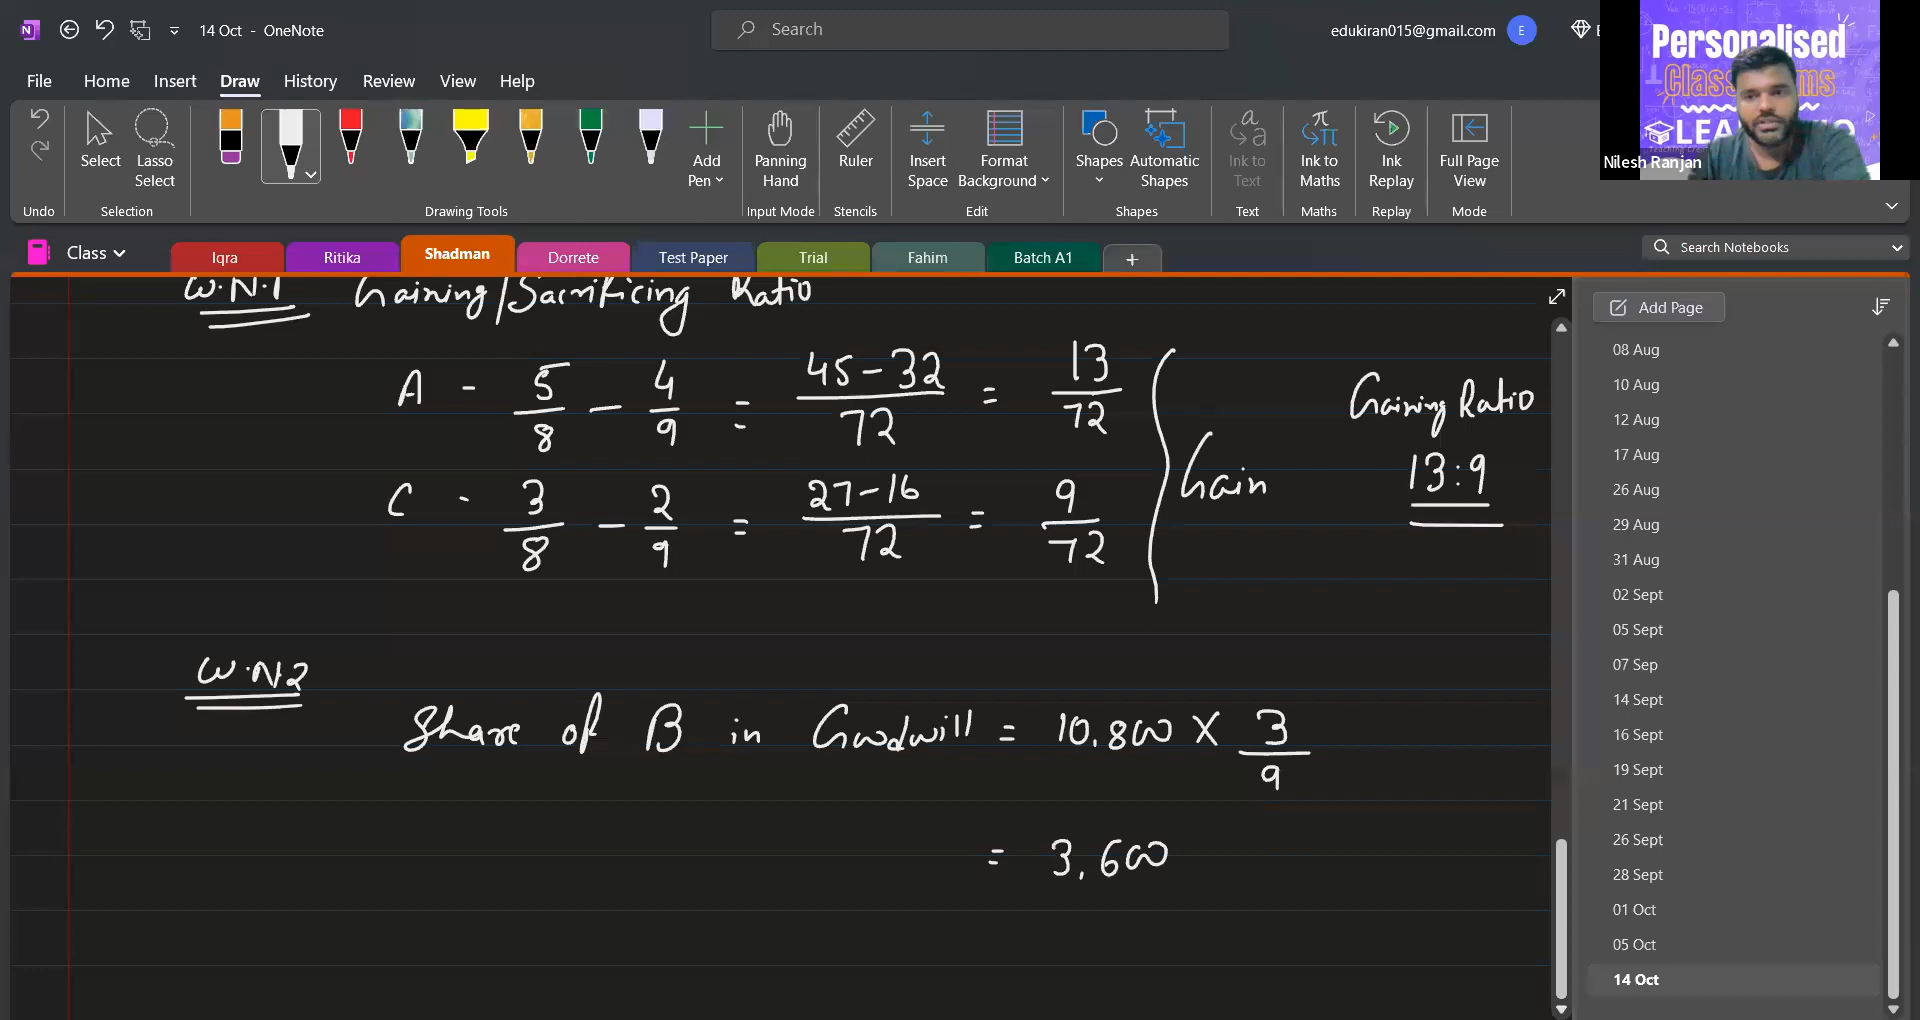 14 Oct - OneNote
Search
edukiran015@gmail.com
E
Personalised
Nilesh Ranjan
File Home Insert Draw History Review View Help
Select
Lasso Select
Add Pen
Panning Hand
Ruler
Insert Space
Format Background
Shapes
Automatic Shapes
Ink to Text
Ink to Maths
Ink Replay
Full Page View
Undo
Selection
Drawing Tools
Input Mode
Stencils
Edit
Shapes
Text
Maths
Replay
Mode
Class
Iqra
Ritika
Shadman
Dorrete
Test Paper
Trial
Fahim
Batch A1
+
Search Notebooks
W.N.1 Gaining/Sacrificing Ratio
A - 5/8 - 4/9 = 45-32/72 = 13/72
C - 3/8 - 2/9 = 27-16/72 = 9/72
Gain
Gaining Ratio
13:9
W.N2
Share of B in Goodwill = 10,800 X 3/9
= 3,600
Add Page
08 Aug
10 Aug
12 Aug
17 Aug
26 Aug
29 Aug
31 Aug
02 Sept
05 Sept
07 Sep
14 Sept
16 Sept
19 Sept
21 Sept
26 Sept
28 Sept
01 Oct
05 Oct
14 Oct